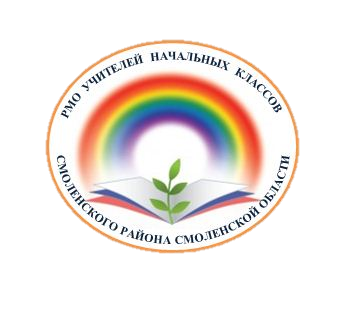 РМО УЧИТЕЛЕЙ НАЧАЛЬНЫХ КЛАССОВ
СМОЛЕНСКОГО РАЙОНА СМОЛЕНСКОЙ ОБЛАСТИ